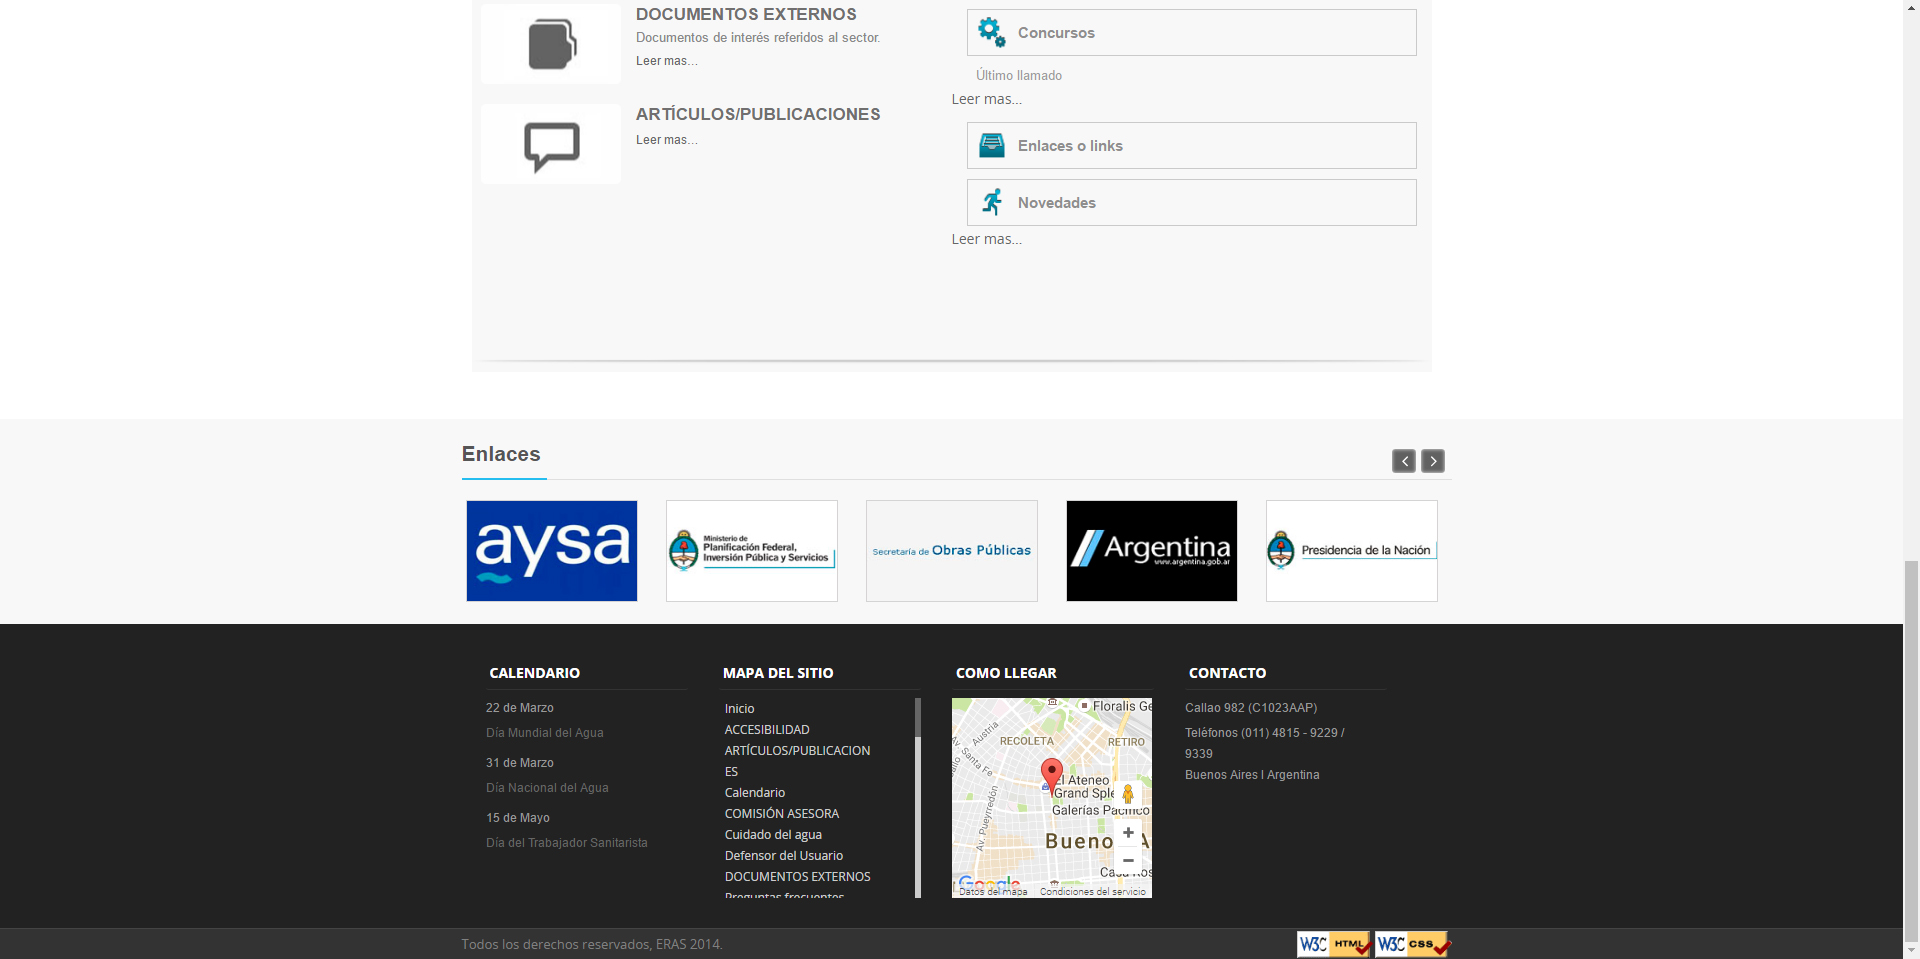 DOCUMENTOS EXTERNOS
Documentos de interés referidos al sector.
Leer mas...
ARTÍCULOS/PUBLICACIONES
Leer mas...
Concursos
Último llamado
Leer mas...
Enlaces o links
Novedades
Leer mas...
Enlaces
aysa
Ministerio de
Planificación Federal,
Inversión Pública y Servicios
Secretaría de Obras Públicas
Argentina
www.argentina.gob.ar
Presidencia de la Nación
CALENDARIO
22 de Marzo
Día Mundial del Agua
31 de Marzo
Día Nacional del Agua
15 de Mayo
Día del Trabajador Sanitarista
MAPA DEL SITIO
Inicio
ACCESIBILIDAD
ARTÍCULOS/PUBLICACION
ES
Calendario
COMISIÓN ASESORA
Cuidado del agua
Defensor del Usuario
DOCUMENTOS EXTERNOS
Preguntas frecuentes
COMO LLEGAR
Floralis Ge
Austria
RECOLETA
RETIRO
Av. Santa Fe
El Ateneo
Grand Sple
Galerías Pacífico
Av. Pueyrredón
Bueno
A
Casa Ros
Google
Datos del mapa
Condiciones del servicio
CONTACTO
Callao 982 (C1023AAP)
Teléfonos (011) 4815 - 9229 /
9339
Buenos Aires I Argentina
Todos los derechos reservados, ERAS 2014.
W3C HTML
W3C CSS